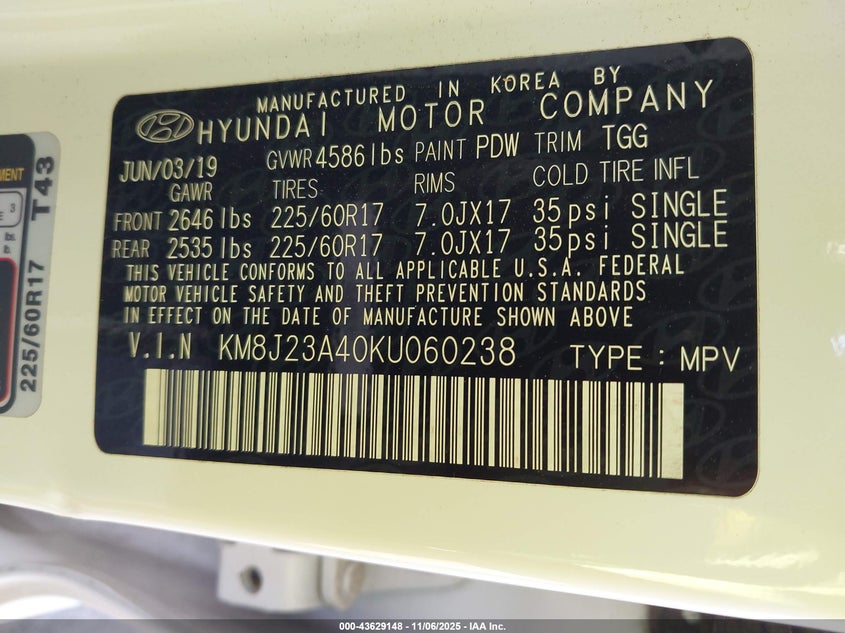 MANUFACTURED IN KOREA BY
HYUNDAI MOTOR COMPANY
JUN/03/19 GVWR 4586 lbs PAINT PDW TRIM TGG
GAWR TIRES RIMS COLD TIRE INFL
FRONT 2646 lbs 225/60R17 7.0JX17 35psi SINGLE
REAR 2535 lbs 225/60R17 7.0JX17 35psi SINGLE
THIS VEHICLE CONFORMS TO ALL APPLICABLE U.S.A. FEDERAL
MOTOR VEHICLE SAFETY AND THEFT PREVENTION STANDARDS
IN EFFECT ON THE DATE OF MANUFACTURE SHOWN ABOVE
V.I.N KM8J23A40KU060238 TYPE : MPV
MENT
3
225/60R17 T43
000-43629148 - 11/06/2025 - IAA Inc.